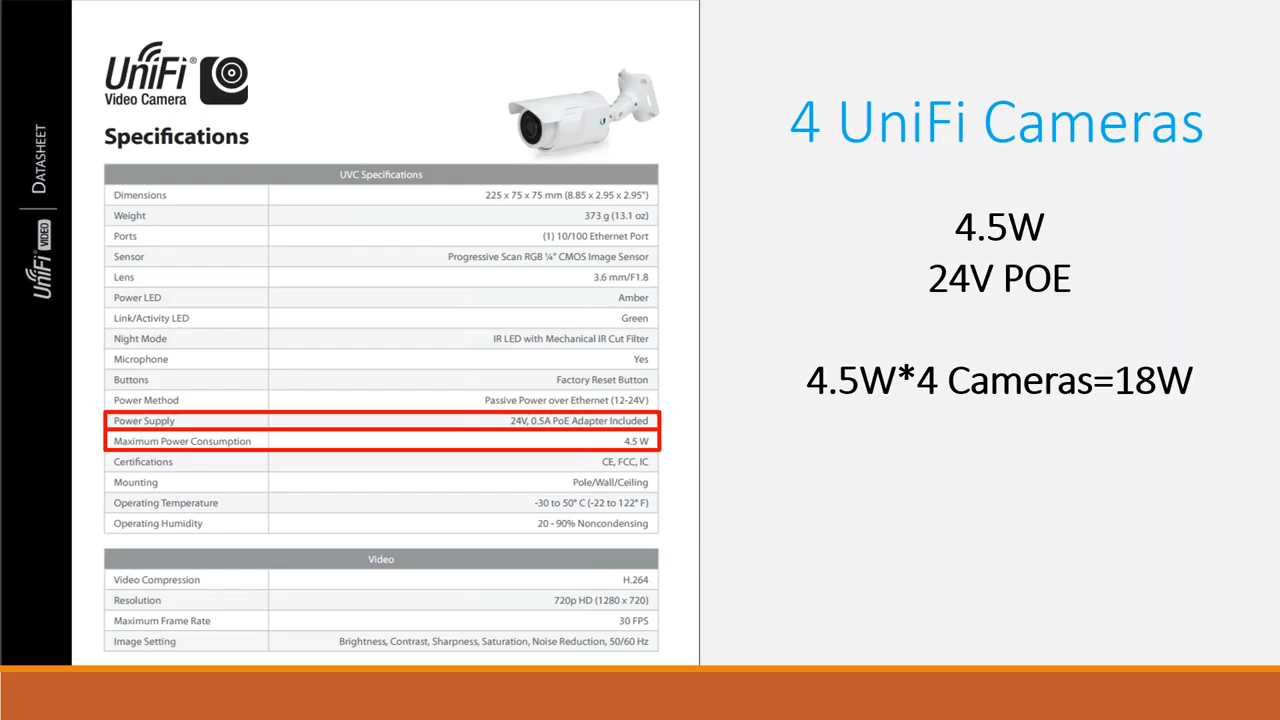 DATASHEET
UniFi® VIDEO
UniFi®
Video Camera
Specifications
UVC Specifications
Dimensions 225 x 75 x 75 mm (8.85 x 2.95 x 2.95")
Weight 373 g (13.1 oz)
Ports (1) 10/100 Ethernet Port
Sensor Progressive Scan RGB ¼" CMOS Image Sensor
Lens 3.6 mm/F1.8
Power LED Amber
Link/Activity LED Green
Night Mode IR LED with Mechanical IR Cut Filter
Microphone Yes
Buttons Factory Reset Button
Power Method Passive Power over Ethernet (12-24V)
Power Supply 24V, 0.5A PoE Adapter Included
Maximum Power Consumption 4.5 W
Certifications CE, FCC, IC
Mounting Pole/Wall/Ceiling
Operating Temperature -30 to 50° C (-22 to 122° F)
Operating Humidity 20 - 90% Noncondensing
Video
Video Compression H.264
Resolution 720p HD (1280 x 720)
Maximum Frame Rate 30 FPS
Image Setting Brightness, Contrast, Sharpness, Saturation, Noise Reduction, 50/60 Hz
4 UniFi Cameras
4.5W
24V POE
4.5W*4 Cameras=18W